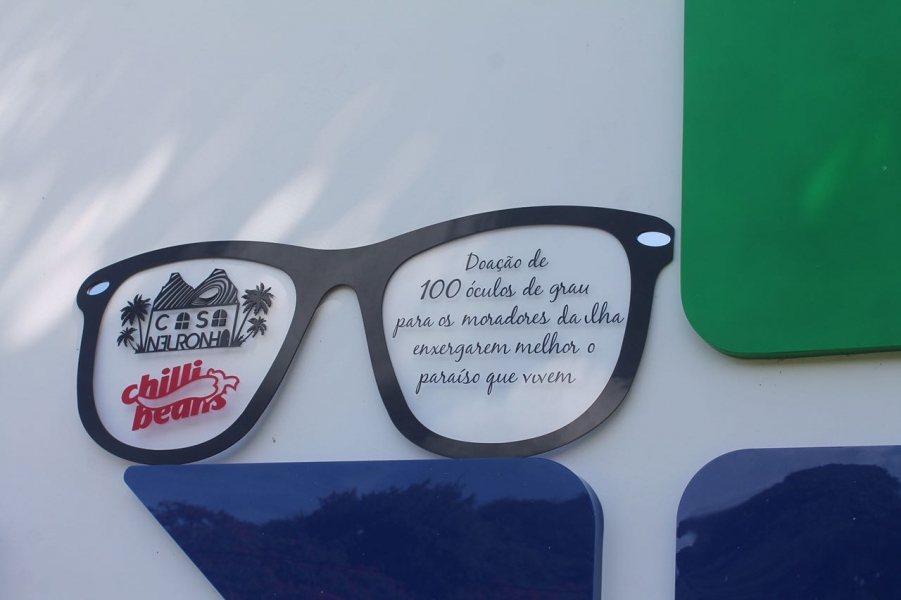 CASA
NELRONHA
chilli
beans
Doação de
100 óculos de grau
para os moradores da ilha
enxergarem melhor o
paraíso que vivem